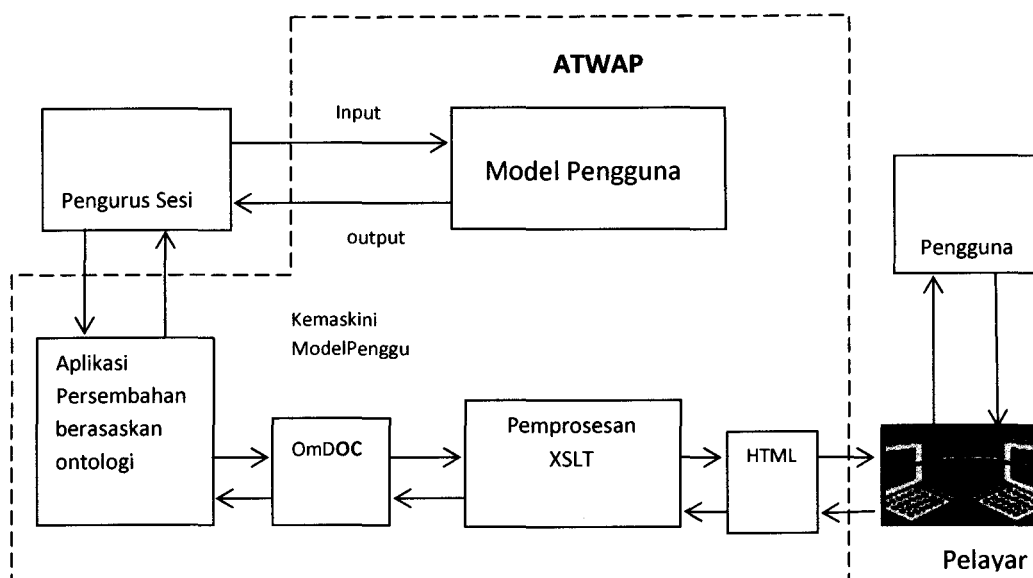 ATWAP
Input
Model Pengguna
Pengurus Sesi
output
Pengguna
Kemaskini
ModelPenggu
Aplikasi
Persembahan
berasaskan
ontologi
OmDOC
Pemprosesan
XSLT
HTML
Pelayar